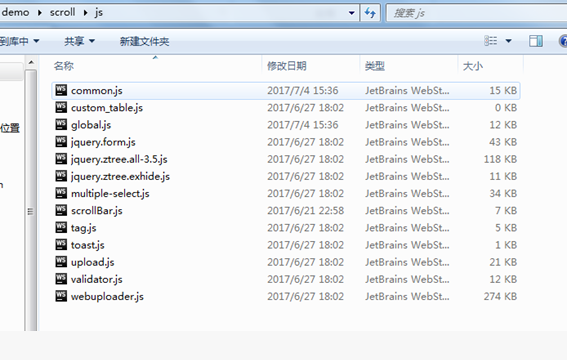 demo scroll js 搜索 js
到库中 共享 新建文件夹
名称 修改日期 类型 大小
common.js 2017/7/4 15:36 JetBrains WebSt... 15 KB
custom_table.js 2017/6/27 18:02 JetBrains WebSt... 0 KB
位置 global.js 2017/7/4 15:36 JetBrains WebSt... 12 KB
jquery.form.js 2017/6/27 18:02 JetBrains WebSt... 43 KB
jquery.ztree.all-3.5.js 2017/6/27 18:02 JetBrains WebSt... 118 KB
jquery.ztree.exhide.js 2017/6/27 18:02 JetBrains WebSt... 11 KB
multiple-select.js 2017/6/27 18:02 JetBrains WebSt... 34 KB
scrollBar.js 2017/6/21 22:58 JetBrains WebSt... 7 KB
tag.js 2017/6/27 18:02 JetBrains WebSt... 5 KB
toast.js 2017/6/27 18:02 JetBrains WebSt... 1 KB
upload.js 2017/6/27 18:02 JetBrains WebSt... 21 KB
validator.js 2017/6/27 18:02 JetBrains WebSt... 12 KB
webuploader.js 2017/6/27 18:02 JetBrains WebSt... 274 KB